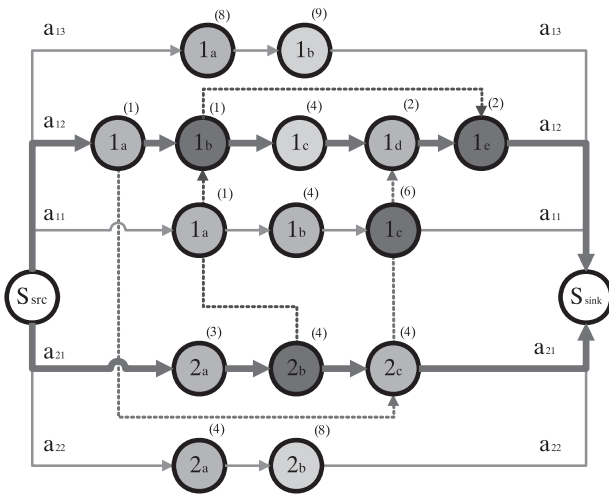 (8) (9)
a13 1a 1b a13
(1) (1) (4) (2) (2)
a12 1a 1b 1c 1d 1e a12
(1) (4) (6)
a11 1a 1b 1c a11
Ssrc Ssink
(3) (4) (4)
a21 2a 2b 2c a21
(4) (8)
a22 2a 2b a22